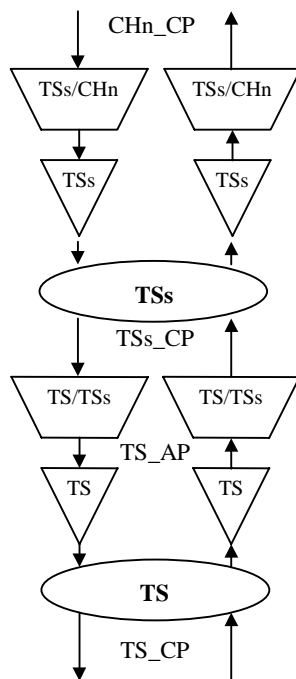 CHn_CP
TSs/CHn TSs/CHn
TSs TSs
TSs
TSs_CP
TS/TSs TS/TSs
TS_AP
TS TS
TS
TS_CP